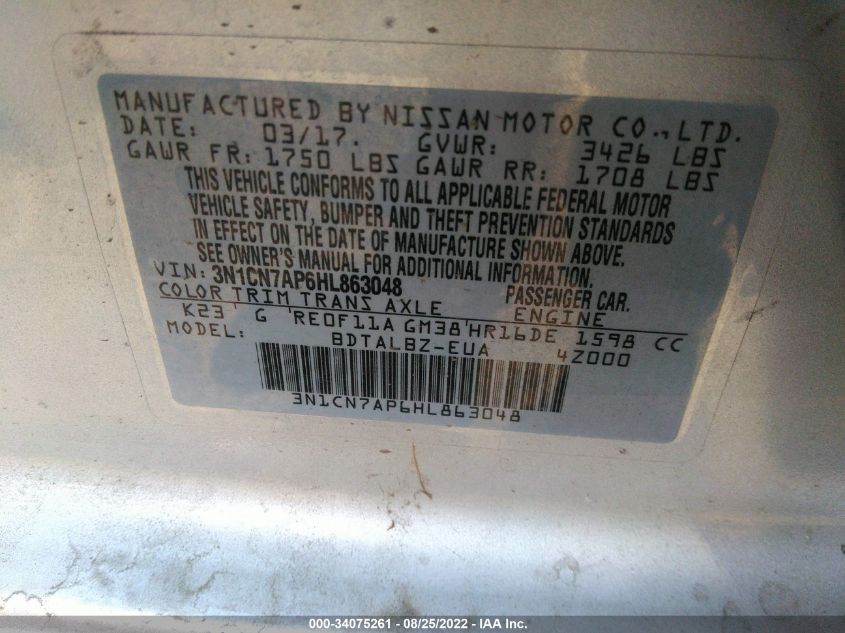 MANUFACTURED BY NISSAN MOTOR CO., LTD.
DATE: 03/17. GVWR: 3426 LBS
GAWR FR: 1750 LBS GAWR RR: 1708 LBS
THIS VEHICLE CONFORMS TO ALL APPLICABLE FEDERAL MOTOR
VEHICLE SAFETY, BUMPER AND THEFT PREVENTION STANDARDS
IN EFFECT ON THE DATE OF MANUFACTURE SHOWN ABOVE.
SEE OWNER'S MANUAL FOR ADDITIONAL INFORMATION.
VIN: 3N1CN7AP6HL863048 PASSENGER CAR.
COLOR TRIM TRANS AXLE ENGINE
K23 G RE0F11A GM38 HR16DE 1598 CC
MODEL: BDTALBZ-EUA 4Z000
3N1CN7AP6HL863048
000-34075261 - 08/25/2022 - IAA Inc.